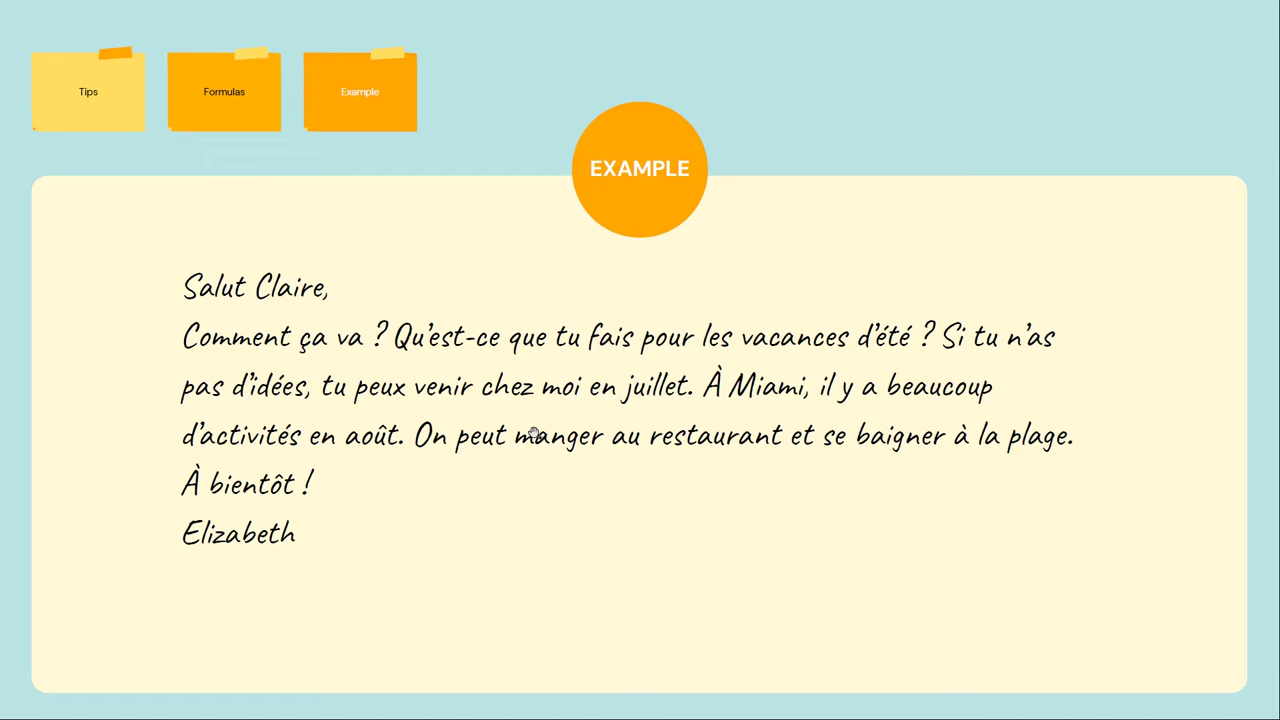 Tips
Formulas
Example
EXAMPLE
Salut Claire,
Comment ça va ? Qu'est-ce que tu fais pour les vacances d'été ? Si tu n'as
pas d'idées, tu peux venir chez moi en juillet. À Miami, il y a beaucoup
d'activités en août. On peut manger au restaurant et se baigner à la plage.
À bientôt !
Elizabeth